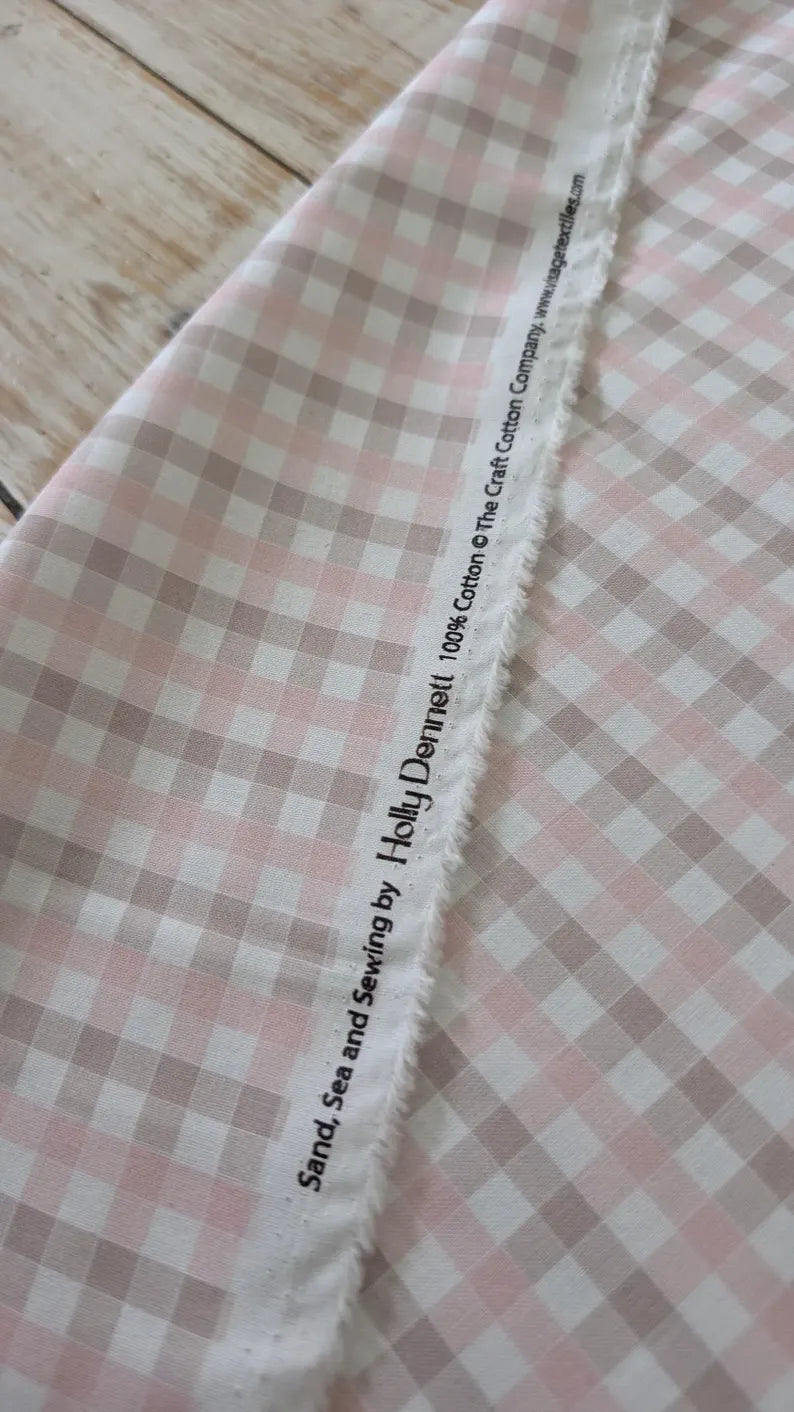 Sand, Sea and Sewing by Holly Dennett 100% Cotton © The Craft Cotton Company. www.visagetextiles.com